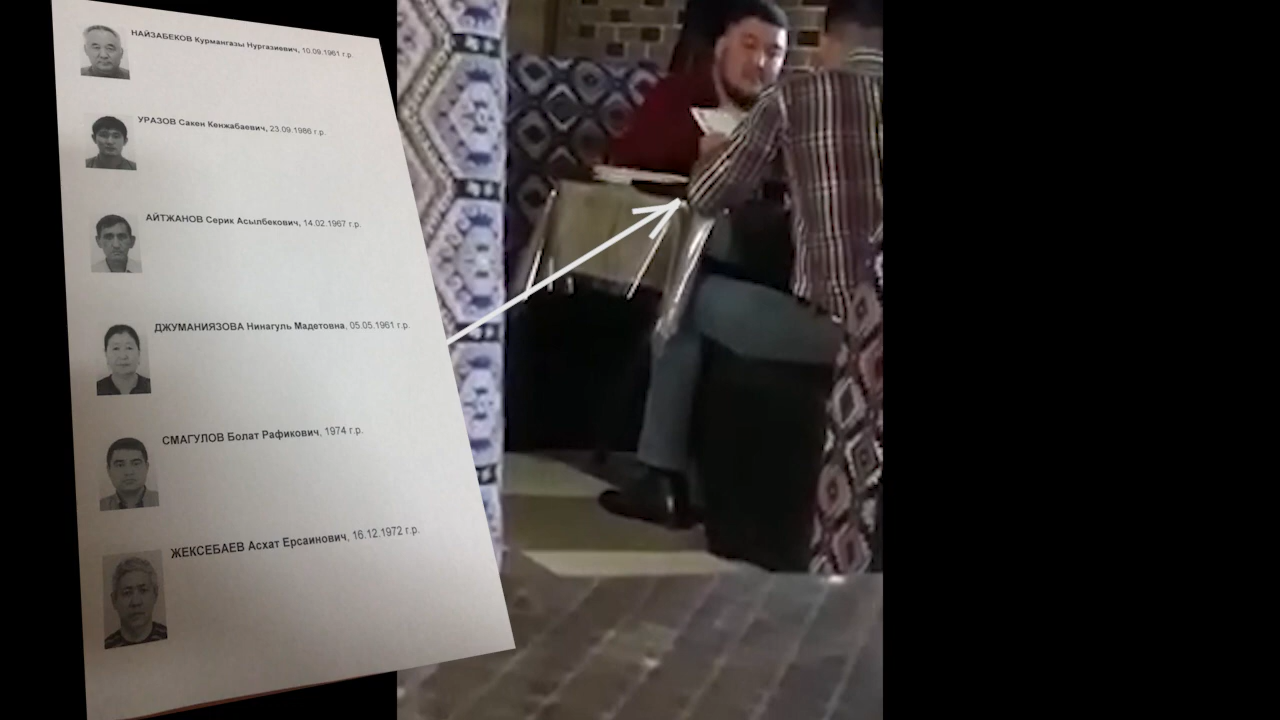 НАЙЗАБЕКОВ Курмангазы Нургазиевич, 10.09.1961 г.р.
УРАЗОВ Сакен Кенжабаевич, 23.09.1986 г.р.
АЙТЖАНОВ Серик Асылбекович, 14.02.1967 г.р.
ДЖУМАНИЯЗОВА Нинагуль Мадетовна, 05.05.1961 г.р.
СМАГУЛОВ Болат Рафикович, 1974 г.р.
ЖЕКСЕБАЕВ Асхат Ерсаинович, 16.12.1972 г.р.